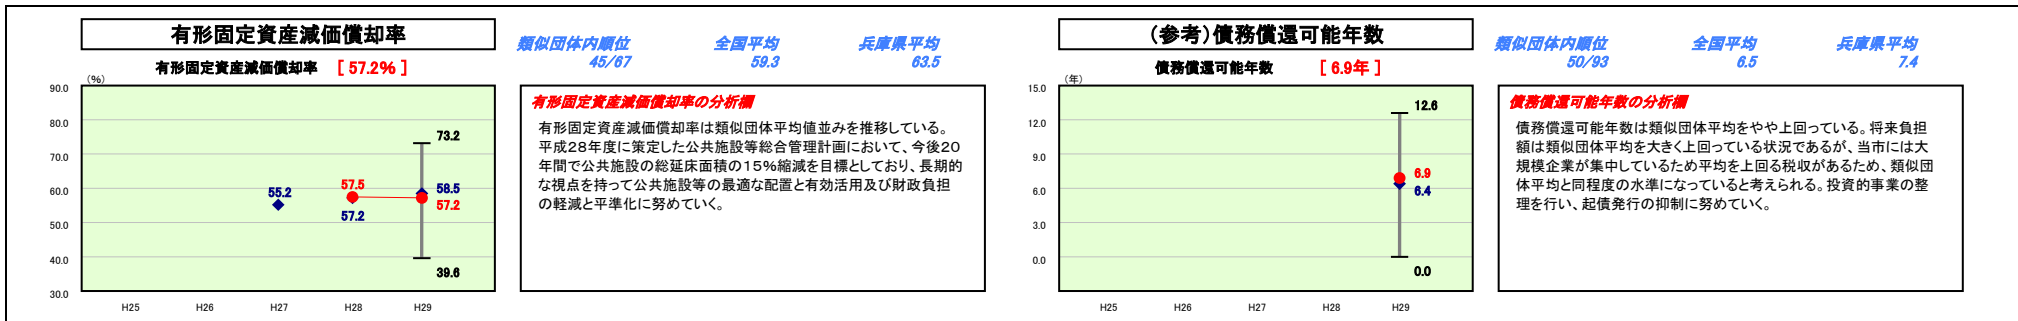 有形固定資産減価償却率
有形固定資産減価償却率 [ 57.2% ]
類似団体内順位 全国平均 兵庫県平均
45/67 59.3 63.5
(%)
90.0
80.0
70.0
60.0
50.0
40.0
30.0
73.2
55.2
57.5
57.2
58.5
57.2
39.6
H25 H26 H27 H28 H29
有形固定資産減価償却率の分析欄
有形固定資産減価償却率は類似団体平均値並みを推移している。
平成28年度に策定した公共施設等総合管理計画において、今後20
年間で公共施設の総延床面積の15%縮減を目標としており、長期的
な視点を持って公共施設等の最適な配置と有効活用及び財政負担
の軽減と平準化に努めていく。
(参考)債務償還可能年数
債務償還可能年数 [ 6.9年 ]
類似団体内順位 全国平均 兵庫県平均
50/93 6.5 7.4
(年)
15.0
12.0
9.0
6.0
3.0
0.0
12.6
6.9
6.4
0.0
H25 H26 H27 H28 H29
債務償還可能年数の分析欄
債務償還可能年数は類似団体平均をやや上回っている。将来負担
額は類似団体平均を大きく上回っている状況であるが、当市には大
規模企業が集中しているため平均を上回る税収があるため、類似団
体平均と同程度の水準になっていると考えられる。投資的事業の整
理を行い、起債発行の抑制に努めていく。